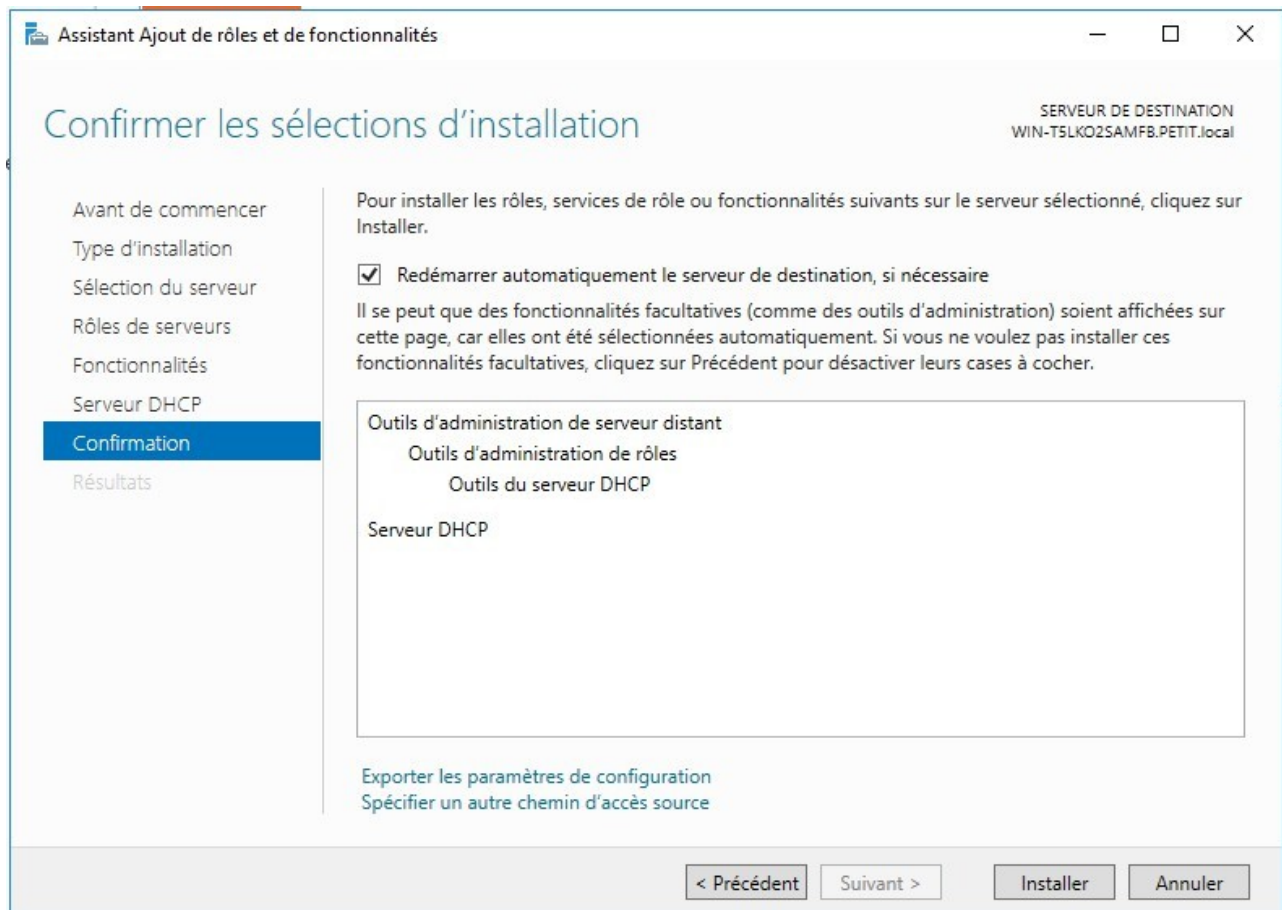 Assistant Ajout de rôles et de fonctionnalités
Confirmer les sélections d'installation
SERVEUR DE DESTINATION
WIN-T5LKO2SAMFB.PETIT.local
Avant de commencer
Type d'installation
Sélection du serveur
Rôles de serveurs
Fonctionnalités
Serveur DHCP
Confirmation
Résultats
Pour installer les rôles, services de rôle ou fonctionnalités suivants sur le serveur sélectionné, cliquez sur
Installer.
Redémarrer automatiquement le serveur de destination, si nécessaire
Il se peut que des fonctionnalités facultatives (comme des outils d'administration) soient affichées sur
cette page, car elles ont été sélectionnées automatiquement. Si vous ne voulez pas installer ces
fonctionnalités facultatives, cliquez sur Précédent pour désactiver leurs cases à cocher.
Outils d'administration de serveur distant
Outils d'administration de rôles
Outils du serveur DHCP
Serveur DHCP
Exporter les paramètres de configuration
Spécifier un autre chemin d'accès source
< Précédent
Suivant >
Installer
Annuler